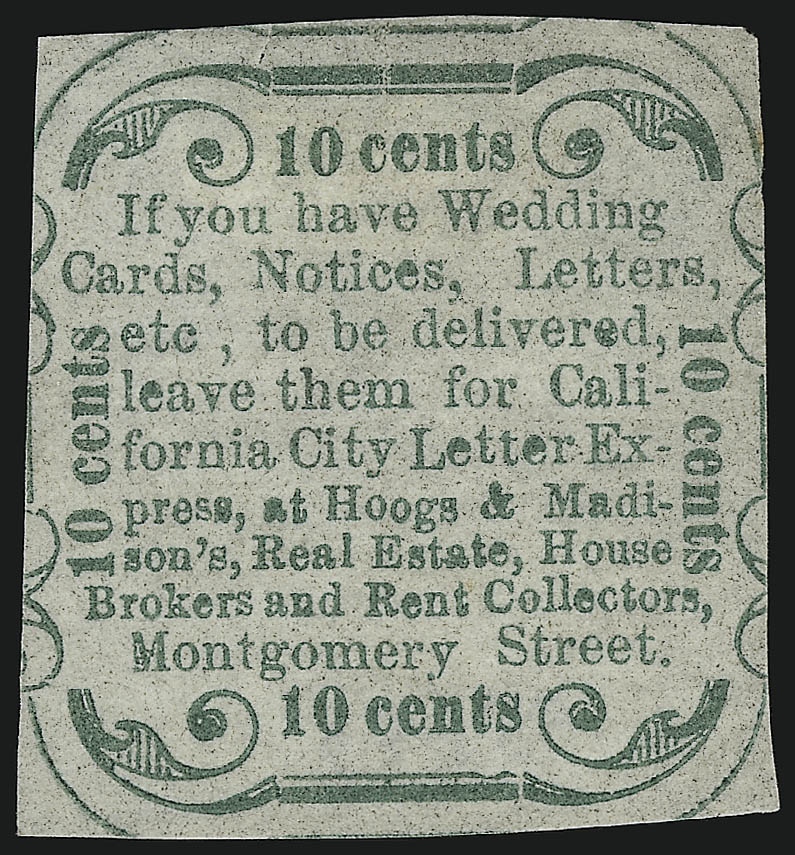 10 cents
If you have Wedding
Cards, Notices, Letters,
etc , to be delivered,
leave them for Cali-
fornia City Letter Ex-
press, at Hoogs & Madi-
son's, Real Estate, House
Brokers and Rent Collectors,
Montgomery Street.
10 cents
10 cents
10 cents